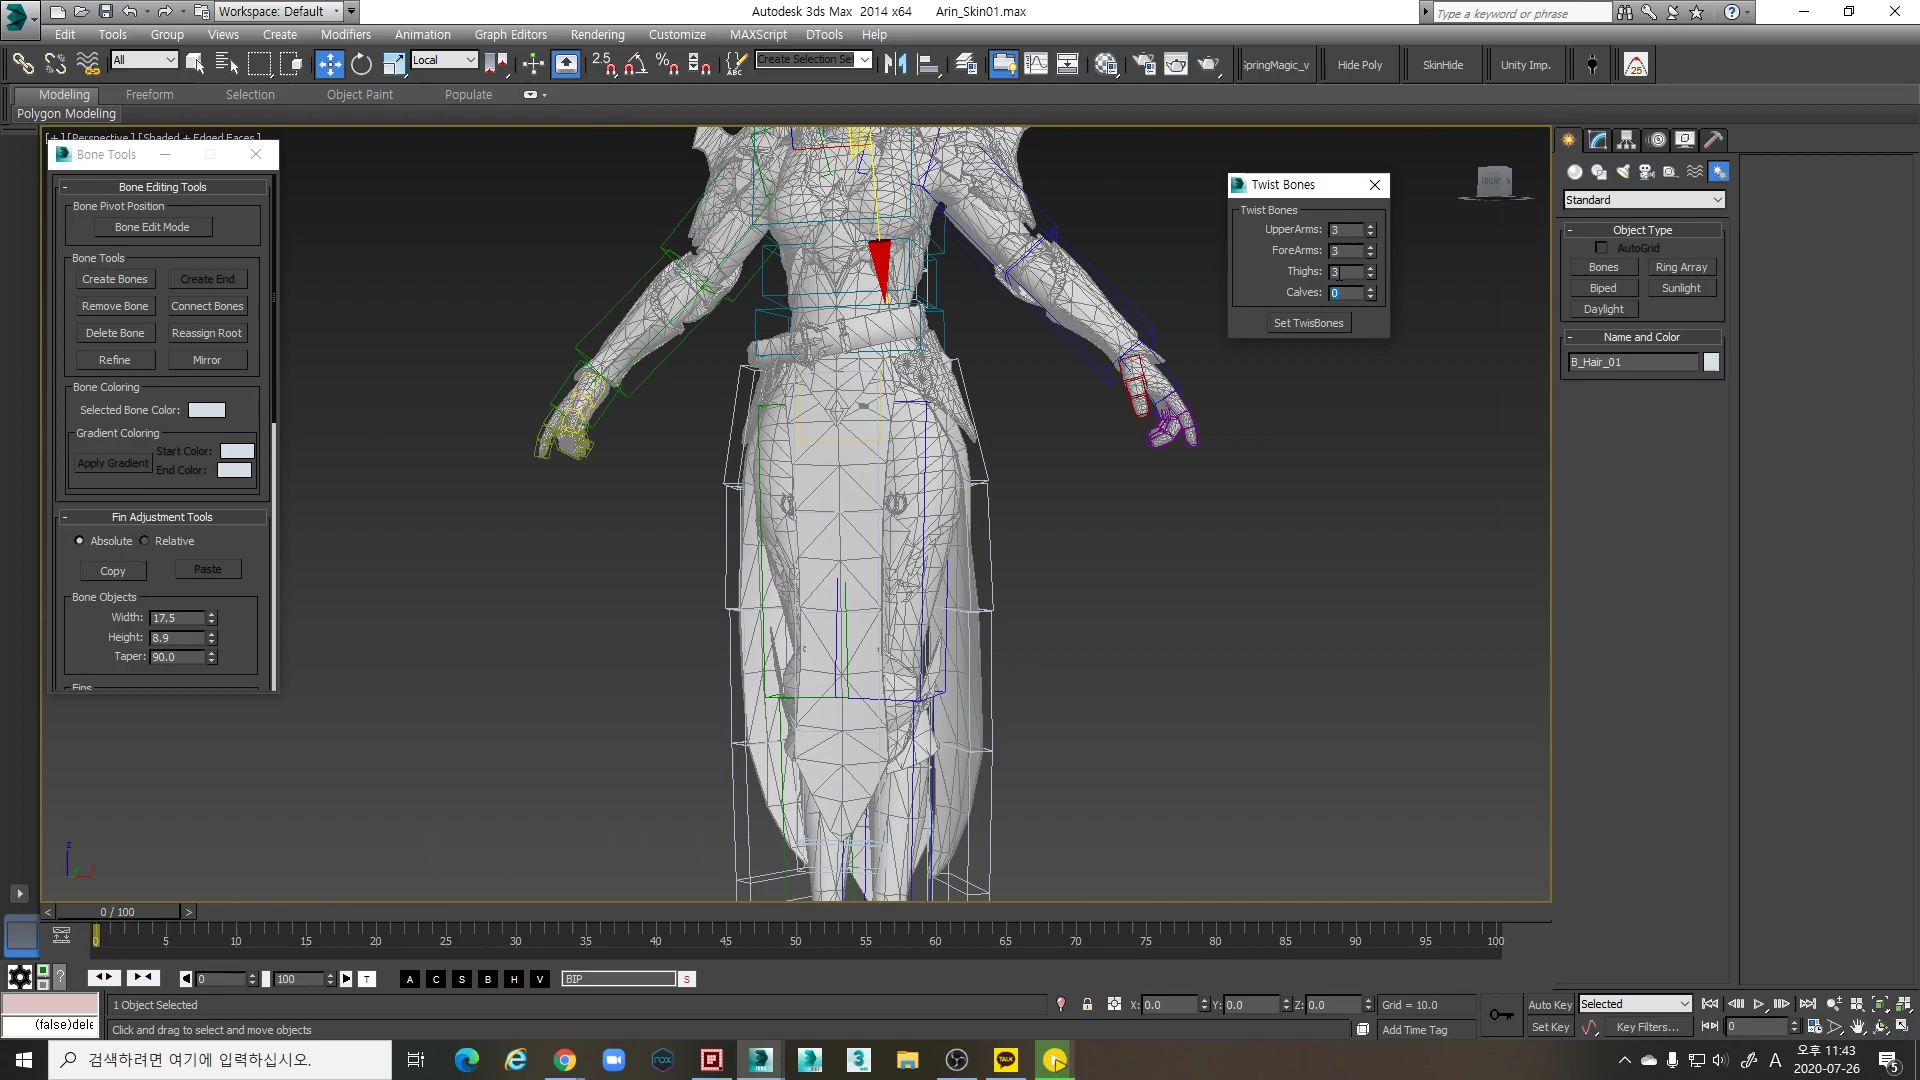 Workspace: Default
Autodesk 3ds Max  2014 x64    Arin_Skin01.max
Type a keyword or phrase
Edit Tools Group Views Create Modifiers Animation Graph Editors Rendering Customize MAXScript DTools Help
All
Local
2.5
Create Selection Set
SpringMagic_v
Hide Poly
SkinHide
Unity Imp.
25
Modeling Freeform Selection Object Paint Populate
Polygon Modeling
[+][Perspective][Shaded + Edged Faces]
Bone Tools
- Bone Editing Tools
Bone Pivot Position
Bone Edit Mode
Bone Tools
Create Bones Create End
Remove Bone Connect Bones
Delete Bone Reassign Root
Refine Mirror
Bone Coloring
Selected Bone Color:
Gradient Coloring
Start Color:
Apply Gradient
End Color:
- Fin Adjustment Tools
Absolute Relative
Copy Paste
Bone Objects
Width: 17.5
Height: 8.9
Taper: 90.0
Fins
Twist Bones
Twist Bones
UpperArms: 3
ForeArms: 3
Thighs: 3
Calves: 0
Set TwisBones
FRONT
Standard
- Object Type
AutoGrid
Bones Ring Array
Biped Sunlight
Daylight
- Name and Color
B_Hair_01
z
x
< 0 / 100 >
0 5 10 15 20 25 30 35 40 45 50 55 60 65 70 75 80 85 90 95 100
0 100 T A C S B H V BIP S
1 Object Selected
X: 0.0 Y: 0.0 Z: 0.0 Grid = 10.0
Auto Key Selected
(false)dele
Click and drag to select and move objects
Add Time Tag
Set Key Key Filters... 0
검색하려면 여기에 입력하십시오.
TALK
A
오후 11:43
2020-07-26
5